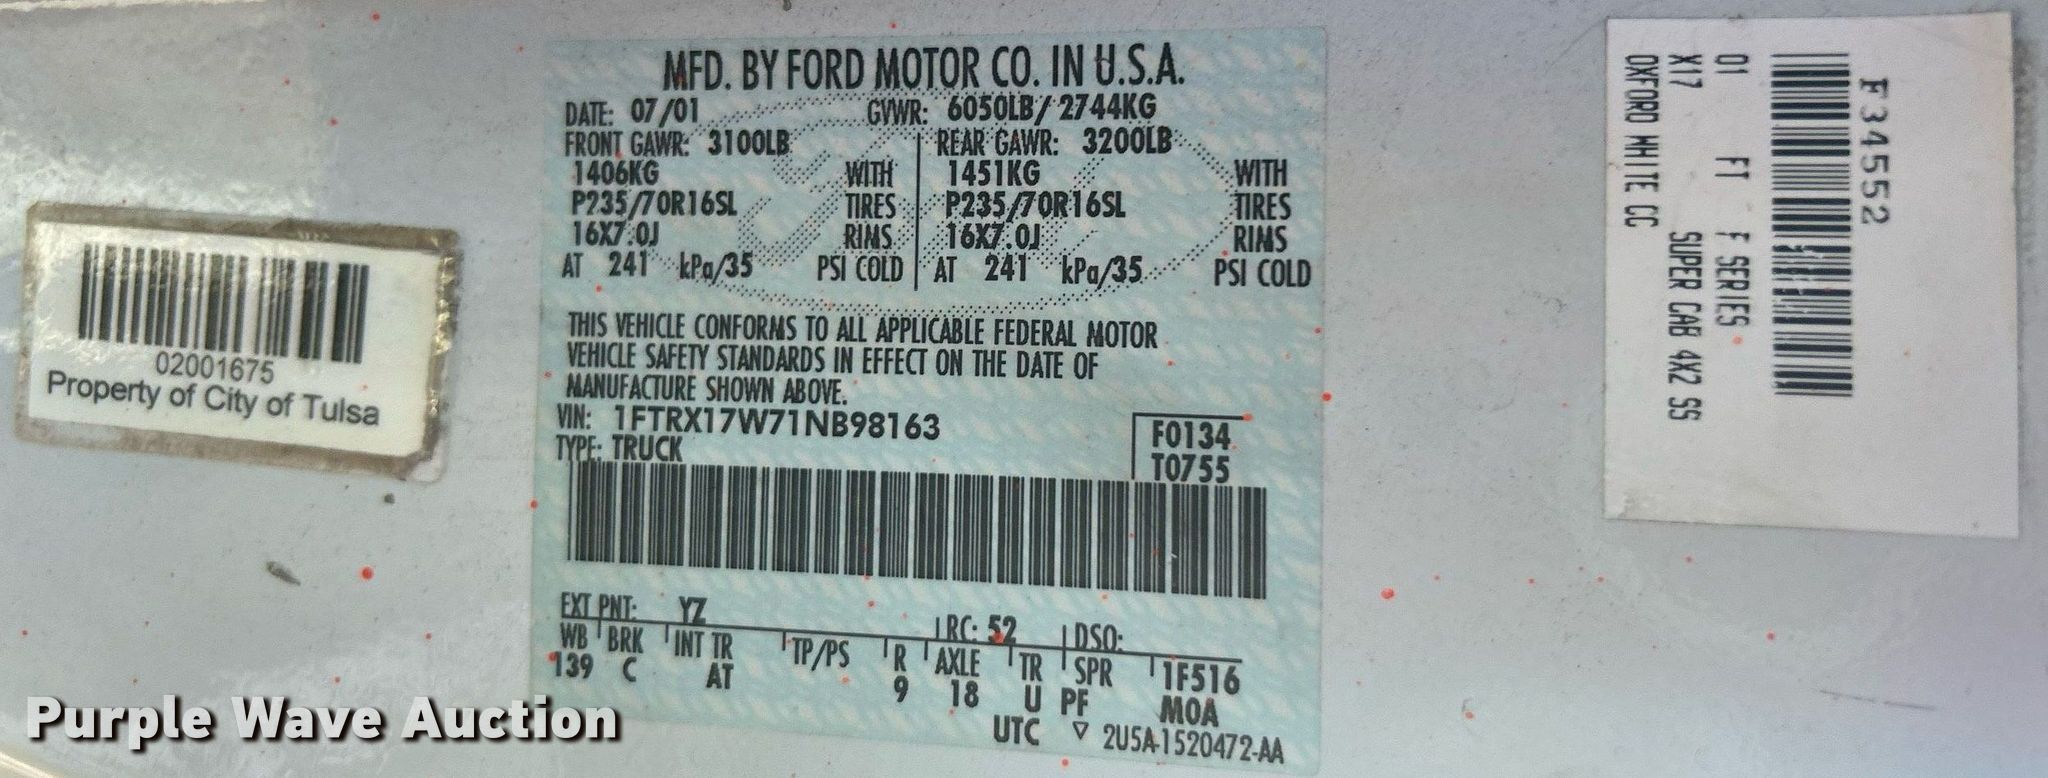 02001675
Property of City of Tulsa
MFD. BY FORD MOTOR CO. IN U.S.A.
DATE: 07/01 GVWR: 6050LB/ 2744KG
FRONT GAWR: 3100LB REAR GAWR: 3200LB
1406KG WITH 1451KG WITH
P235/70R16SL TIRES P235/70R16SL TIRES
16X7.0J RIMS 16X7.0J RIMS
AT 241 kPa/35 PSI COLD AT 241 kPa/35 PSI COLD
THIS VEHICLE CONFORMS TO ALL APPLICABLE FEDERAL MOTOR
VEHICLE SAFETY STANDARDS IN EFFECT ON THE DATE OF
MANUFACTURE SHOWN ABOVE.
VIN: 1FTRX17W71NB98163
TYPE: TRUCK
F0134
T0755
EXT PNT: YZ RC: 52 DSO:
WB BRK INT TR TP/PS R AXLE TR SPR 1F516
139 C AT 9 18 U PF M0A
UTC ▽ 2U5A-1520472-AA
F34552
01 FT F SERIES
X17 SUPER CAB 4X2 SS
OXFORD WHITE CC
Purple Wave Auction